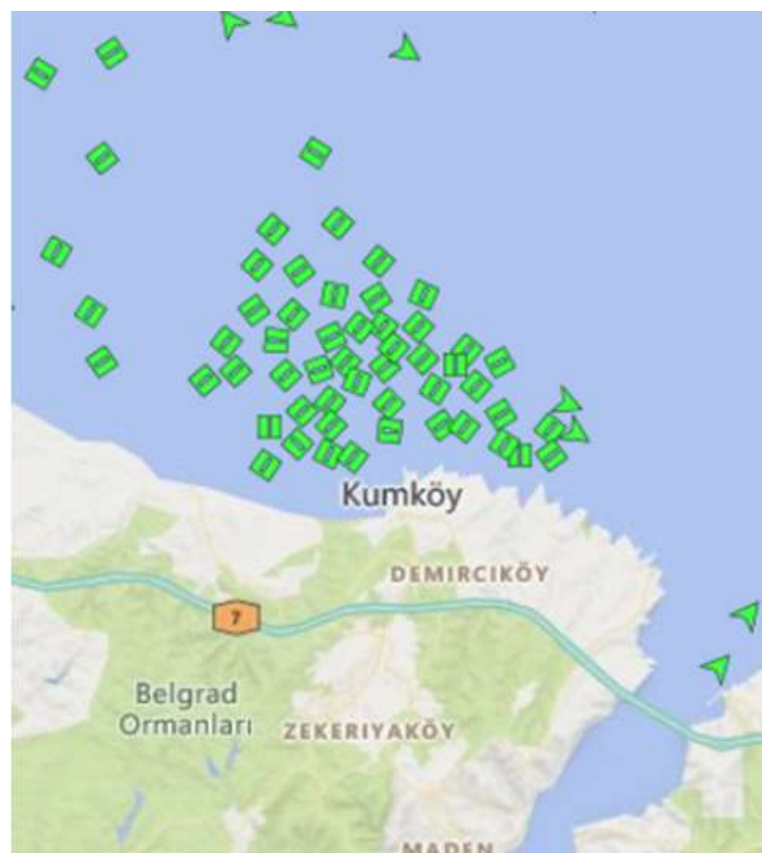 Kumköy
DEMIRCIKÖY
7
Belgrad
Ormanları
ZEKERIYAKÖY
MADEN